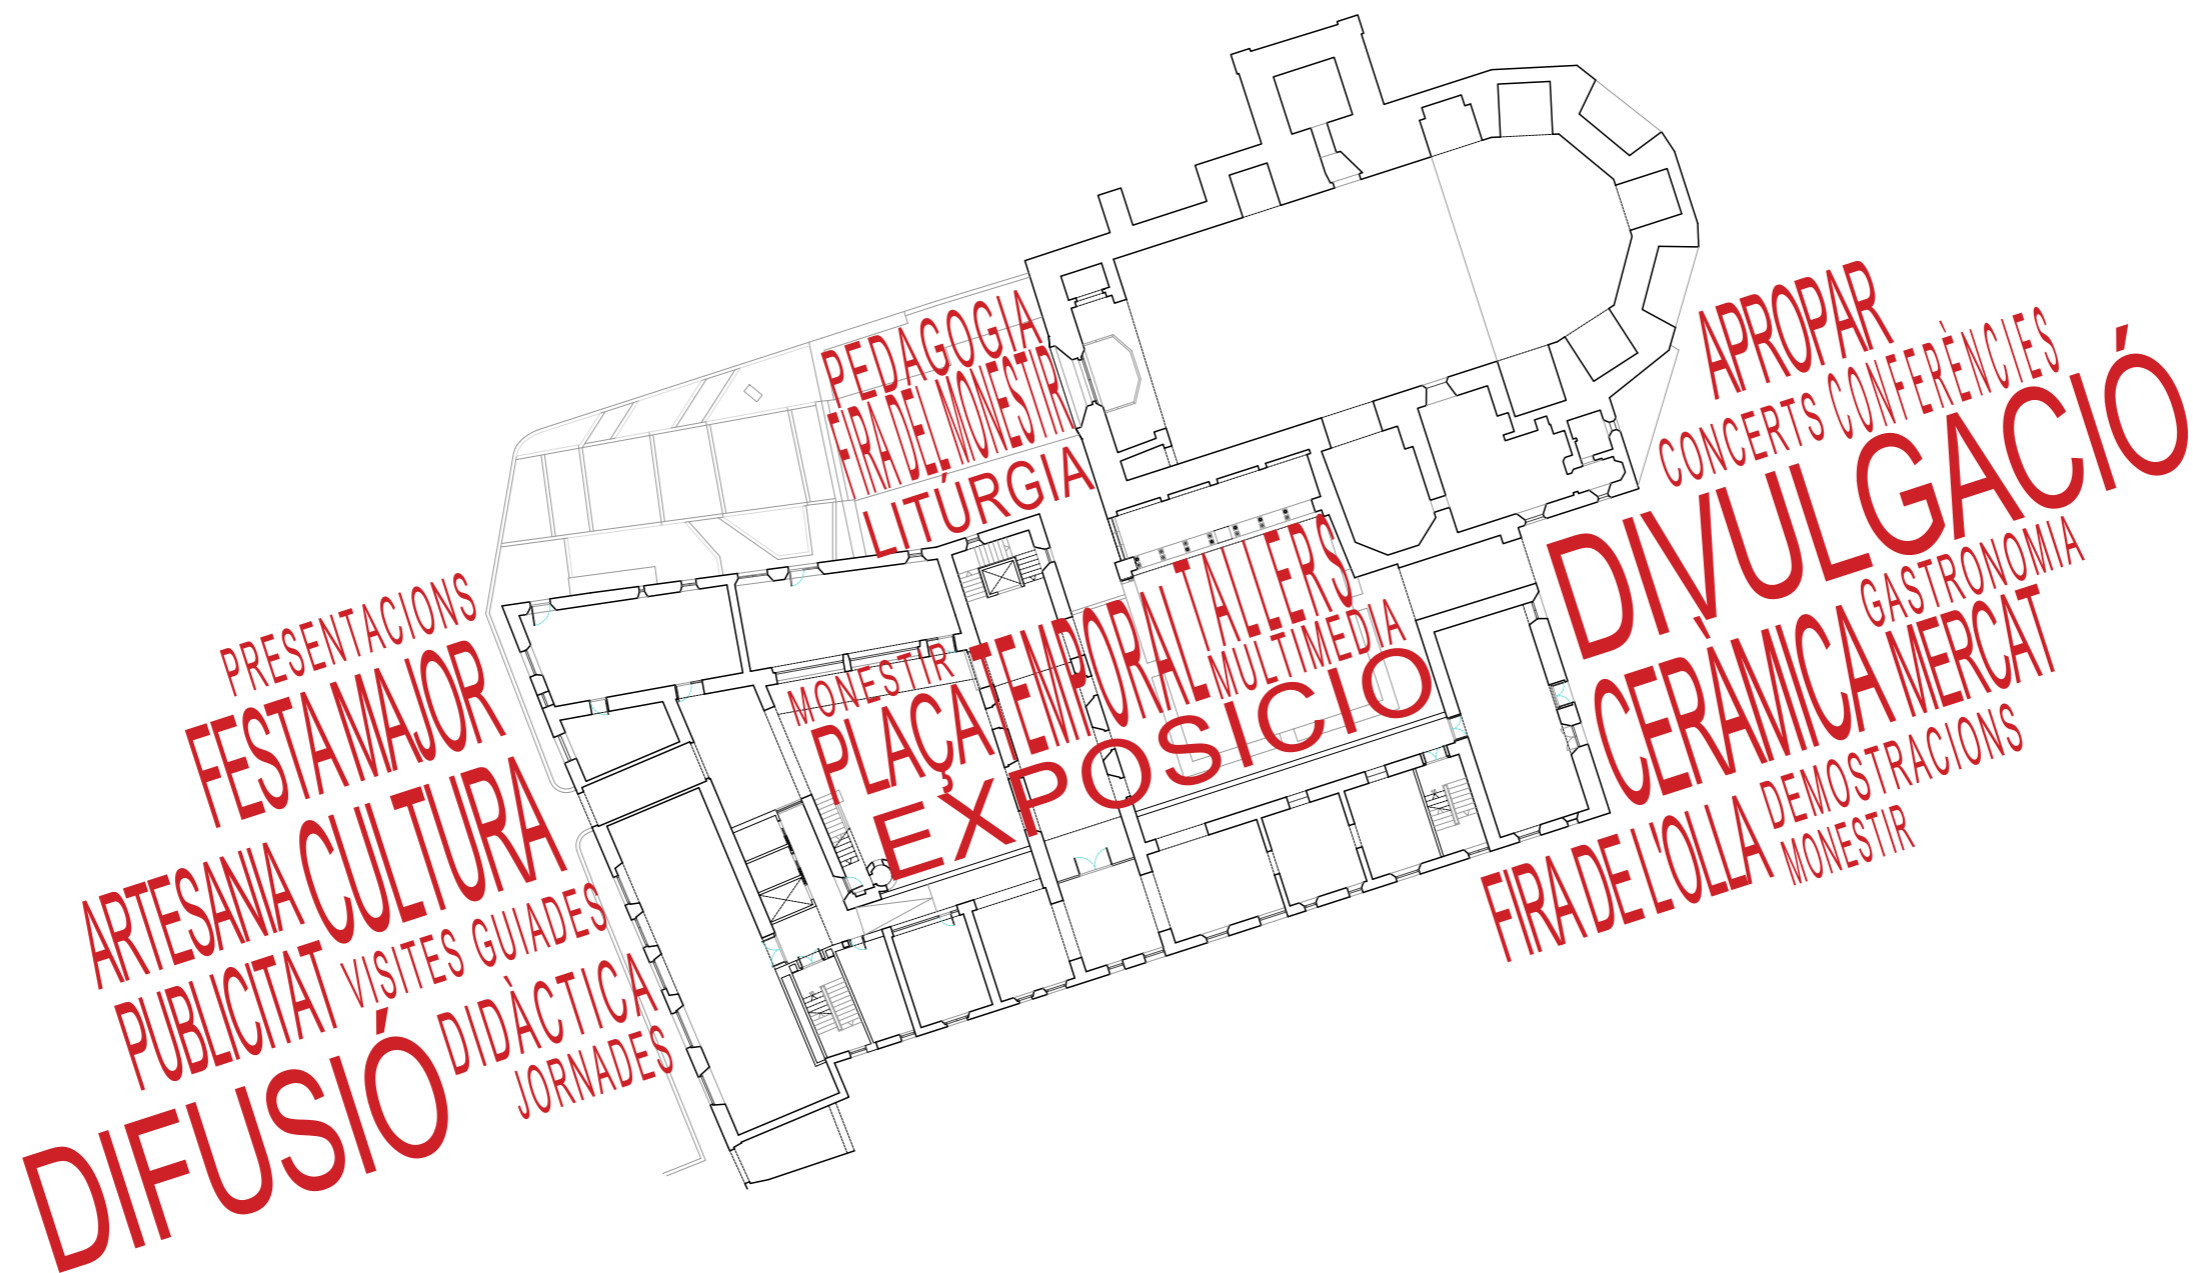 PEDAGOGIA
FIRA DEL MONESTIR
LITÚRGIA
APROPAR
CONCERTS CONFERÈNCIES
DIVULGACIÓ
GASTRONOMIA
CERÀMICA MERCAT
DEMOSTRACIONS
FIRA DE L'OLLA
MONESTIR
MONESTIR
PLAÇA TEMPORAL TALLERS
MULTIMEDIA
EXPOSICIO
PRESENTACIONS
FESTA MAJOR
ARTESANIA CULTURA
PUBLICITAT VISITES GUIADES
DIFUSIÓ DIDÀCTICA
JORNADES